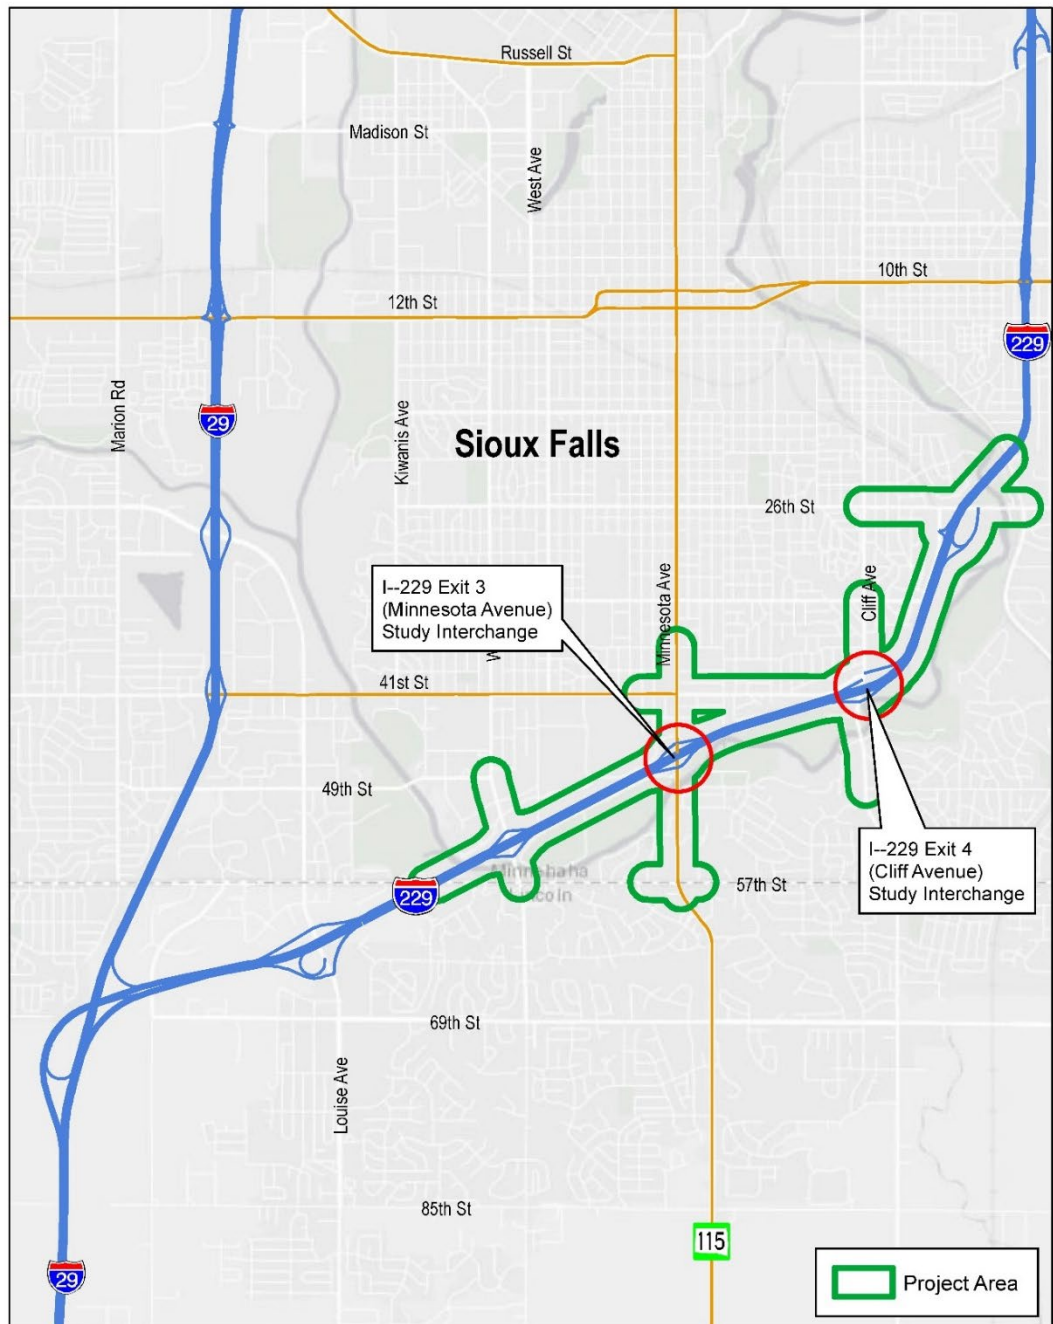 Russell St
Madison St
West Ave
10th St
12th St
229
Marion Rd
29
Kiwanis Ave
Sioux Falls
26th St
I--229 Exit 3
(Minnesota Avenue)
Study Interchange
Minnesota Ave
Cliff Ave
W
41st St
49th St
I--229 Exit 4
(Cliff Avenue)
Study Interchange
Minnehaha
Lincoln
57th St
229
69th St
Louise Ave
85th St
115
29
Project Area